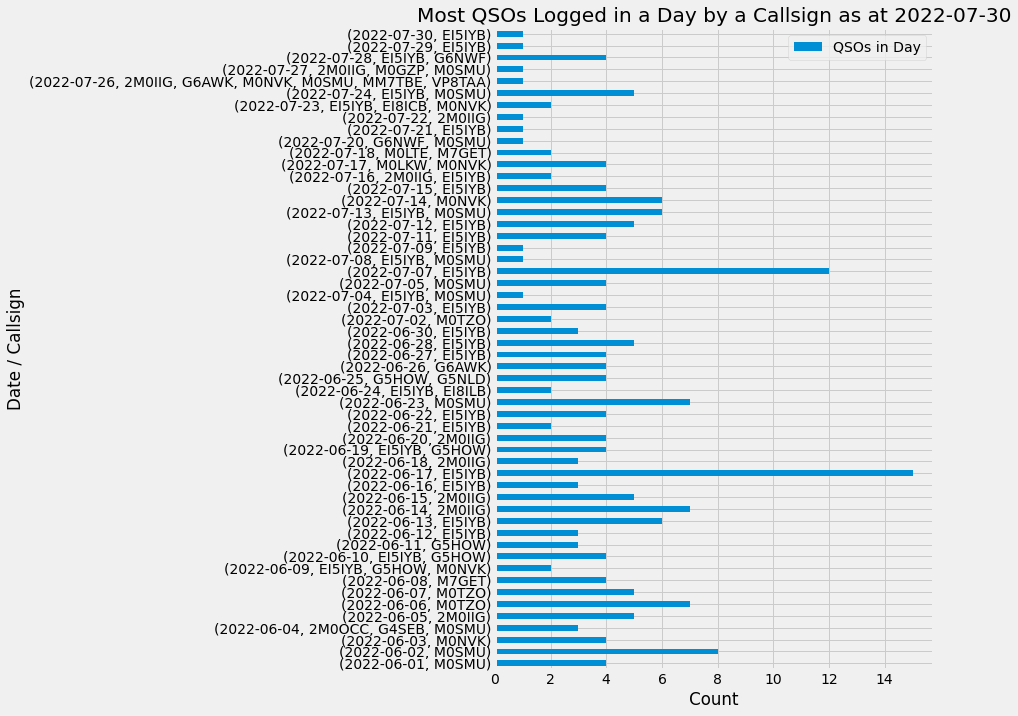 Most QSOs Logged in a Day by a Callsign as at 2022-07-30
QSOs in Day
Date / Callsign
(2022-07-30, EI5IYB)
(2022-07-29, EI5IYB)
(2022-07-28, EI5IYB, G6NWF)
(2022-07-27, 2M0IIG, M0GZP, M0SMU)
(2022-07-26, 2M0IIG, G6AWK, M0NVK, M0SMU, MM7TBE, VP8TAA)
(2022-07-24, EI5IYB, M0SMU)
(2022-07-23, EI5IYB, EI8ICB, M0NVK)
(2022-07-22, 2M0IIG)
(2022-07-21, EI5IYB)
(2022-07-20, G6NWF, M0SMU)
(2022-07-18, M0LTE, M7GET)
(2022-07-17, M0LKW, M0NVK)
(2022-07-16, 2M0IIG, EI5IYB)
(2022-07-15, EI5IYB)
(2022-07-14, M0NVK)
(2022-07-13, EI5IYB, M0SMU)
(2022-07-12, EI5IYB)
(2022-07-11, EI5IYB)
(2022-07-09, EI5IYB)
(2022-07-08, EI5IYB, M0SMU)
(2022-07-07, EI5IYB)
(2022-07-05, M0SMU)
(2022-07-04, EI5IYB, M0SMU)
(2022-07-03, EI5IYB)
(2022-07-02, M0TZO)
(2022-06-30, EI5IYB)
(2022-06-28, EI5IYB)
(2022-06-27, EI5IYB)
(2022-06-26, G6AWK)
(2022-06-25, G5HOW, G5NLD)
(2022-06-24, EI5IYB, EI8ILB)
(2022-06-23, M0SMU)
(2022-06-22, EI5IYB)
(2022-06-21, EI5IYB)
(2022-06-20, 2M0IIG)
(2022-06-19, EI5IYB, G5HOW)
(2022-06-18, 2M0IIG)
(2022-06-17, EI5IYB)
(2022-06-16, EI5IYB)
(2022-06-15, 2M0IIG)
(2022-06-14, 2M0IIG)
(2022-06-13, EI5IYB)
(2022-06-12, EI5IYB)
(2022-06-11, G5HOW)
(2022-06-10, EI5IYB, G5HOW)
(2022-06-09, EI5IYB, G5HOW, M0NVK)
(2022-06-08, M7GET)
(2022-06-07, M0TZO)
(2022-06-06, M0TZO)
(2022-06-05, 2M0IIG)
(2022-06-04, 2M0OCC, G4SEB, M0SMU)
(2022-06-03, M0NVK)
(2022-06-02, M0SMU)
(2022-06-01, M0SMU)
0 2 4 6 8 10 12 14
Count